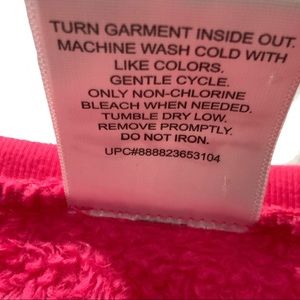 TURN GARMENT INSIDE OUT.
MACHINE WASH COLD WITH
LIKE COLORS.
GENTLE CYCLE.
ONLY NON-CHLORINE
BLEACH WHEN NEEDED.
TUMBLE DRY LOW.
REMOVE PROMPTLY.
DO NOT IRON.
UPC#888823653104